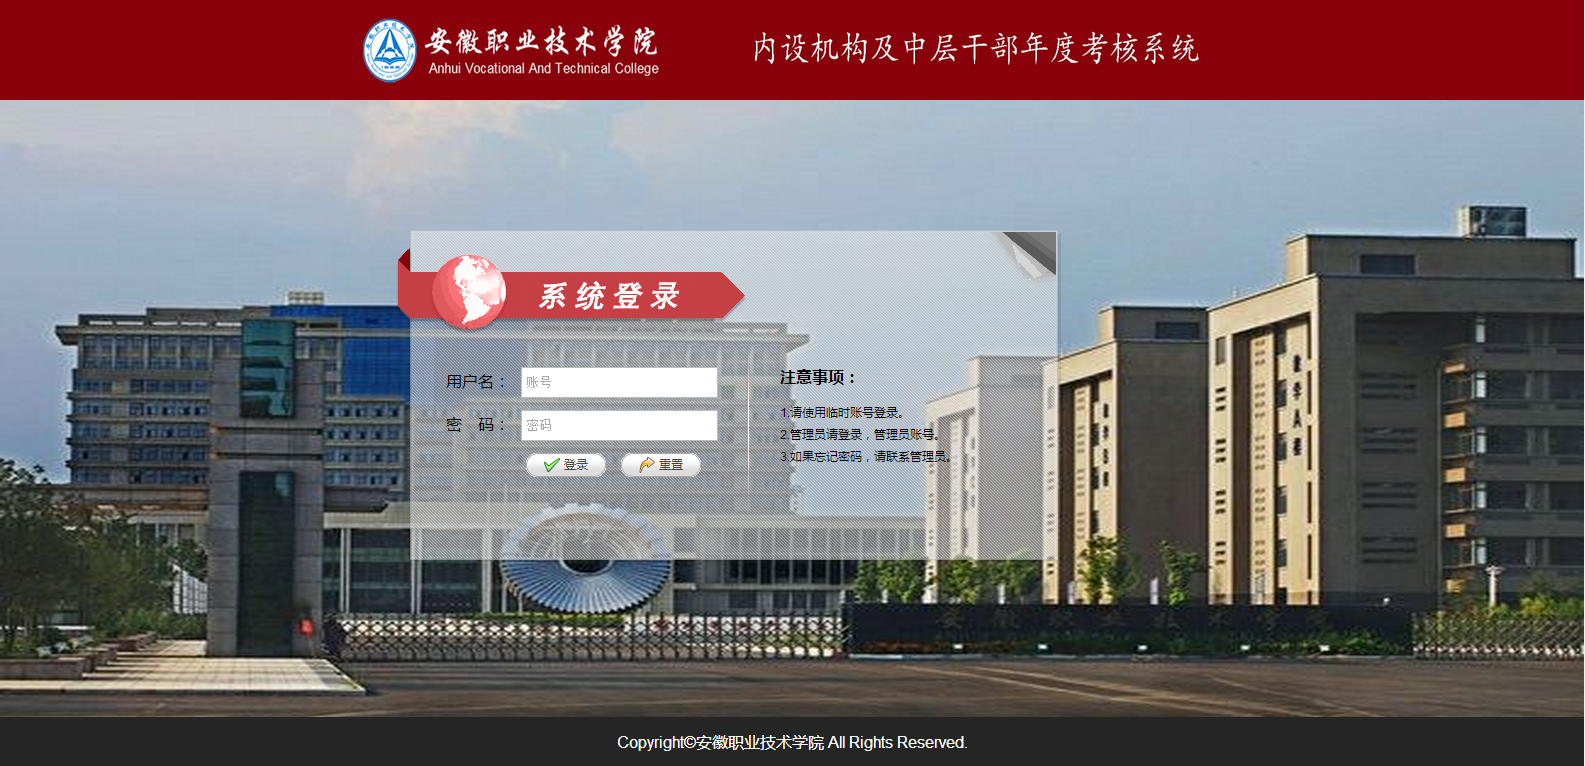 安徽职业技术学院
Anhui Vocational And Technical College
内设机构及中层干部年度考核系统
系统登录
用户名：
账号
密 码：
密码
登录
重置
注意事项：
1.请使用临时账号登录。
2.管理员请登录，管理员账号。
3.如果忘记密码，请联系管理员。
Copyright©安徽职业技术学院 All Rights Reserved.